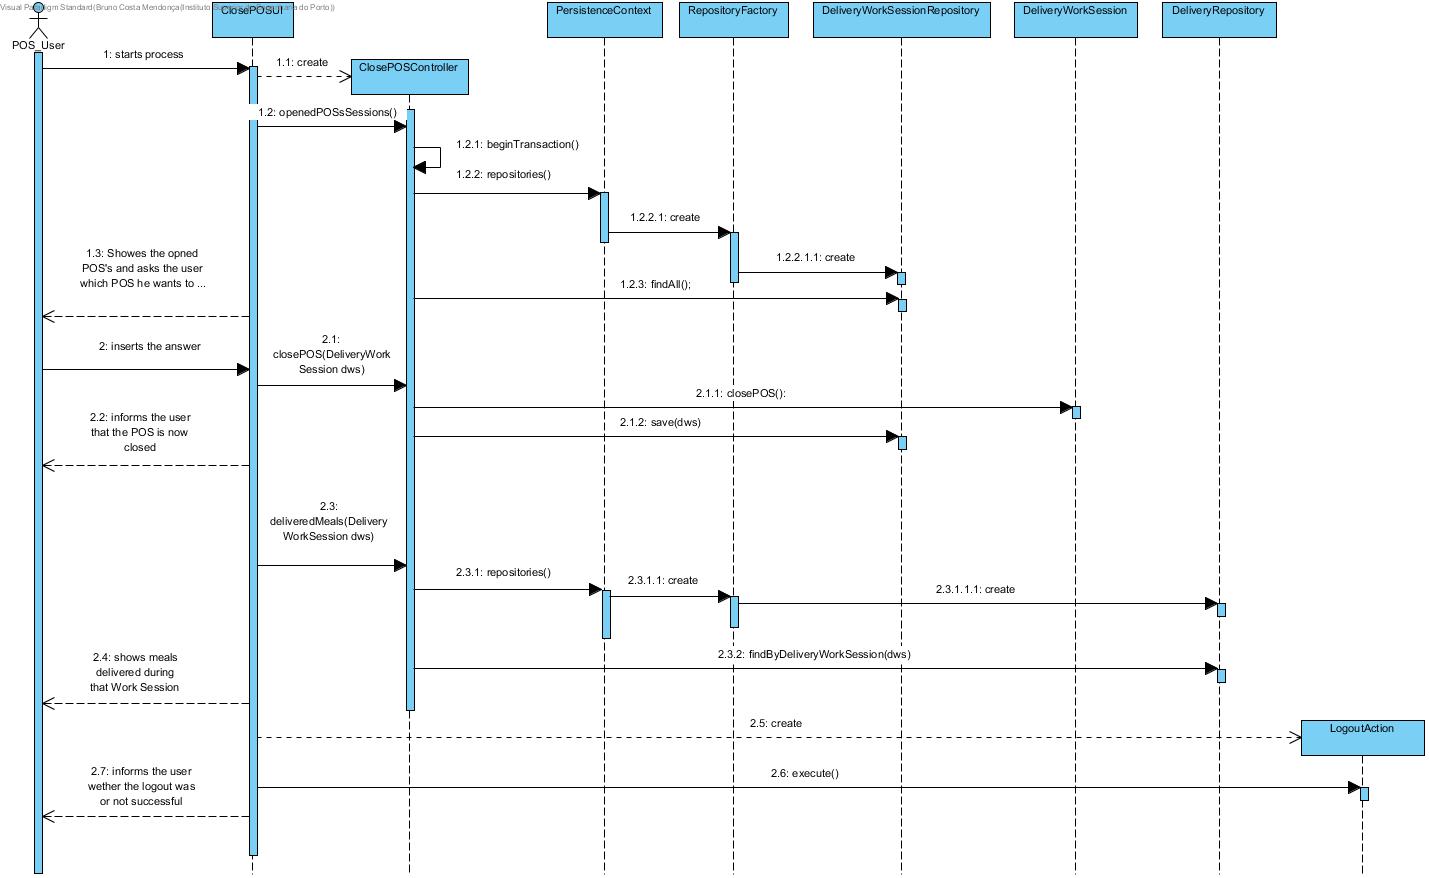 Visual Paradigm Standard(Bruno Costa Mendonça(Instituto Su do Porto))
ClosePOSUI
PersistenceContext
RepositoryFactory
DeliveryWorkSessionRepository
DeliveryWorkSession
DeliveryRepository
POS_User
1: starts process
1.1: create
ClosePOSController
1.2: openedPOSsSessions()
1.2.1: beginTransaction()
1.2.2: repositories()
1.2.2.1: create
1.2.2.1.1: create
1.2.3: findAll();
1.3: Showes the opned
POS's and asks the user
which POS he wants to ...
2: inserts the answer
2.1:
closePOS(DeliveryWork
Session dws)
2.1.1: closePOS():
2.1.2: save(dws)
2.2: informs the user
that the POS is now
closed
2.3:
deliveredMeals(Delivery
WorkSession dws)
2.3.1: repositories()
2.3.1.1: create
2.3.1.1.1: create
2.3.2: findByDeliveryWorkSession(dws)
2.4: shows meals
delivered during
that Work Session
2.5: create
LogoutAction
2.6: execute()
2.7: informs the user
wether the logout was
or not successful